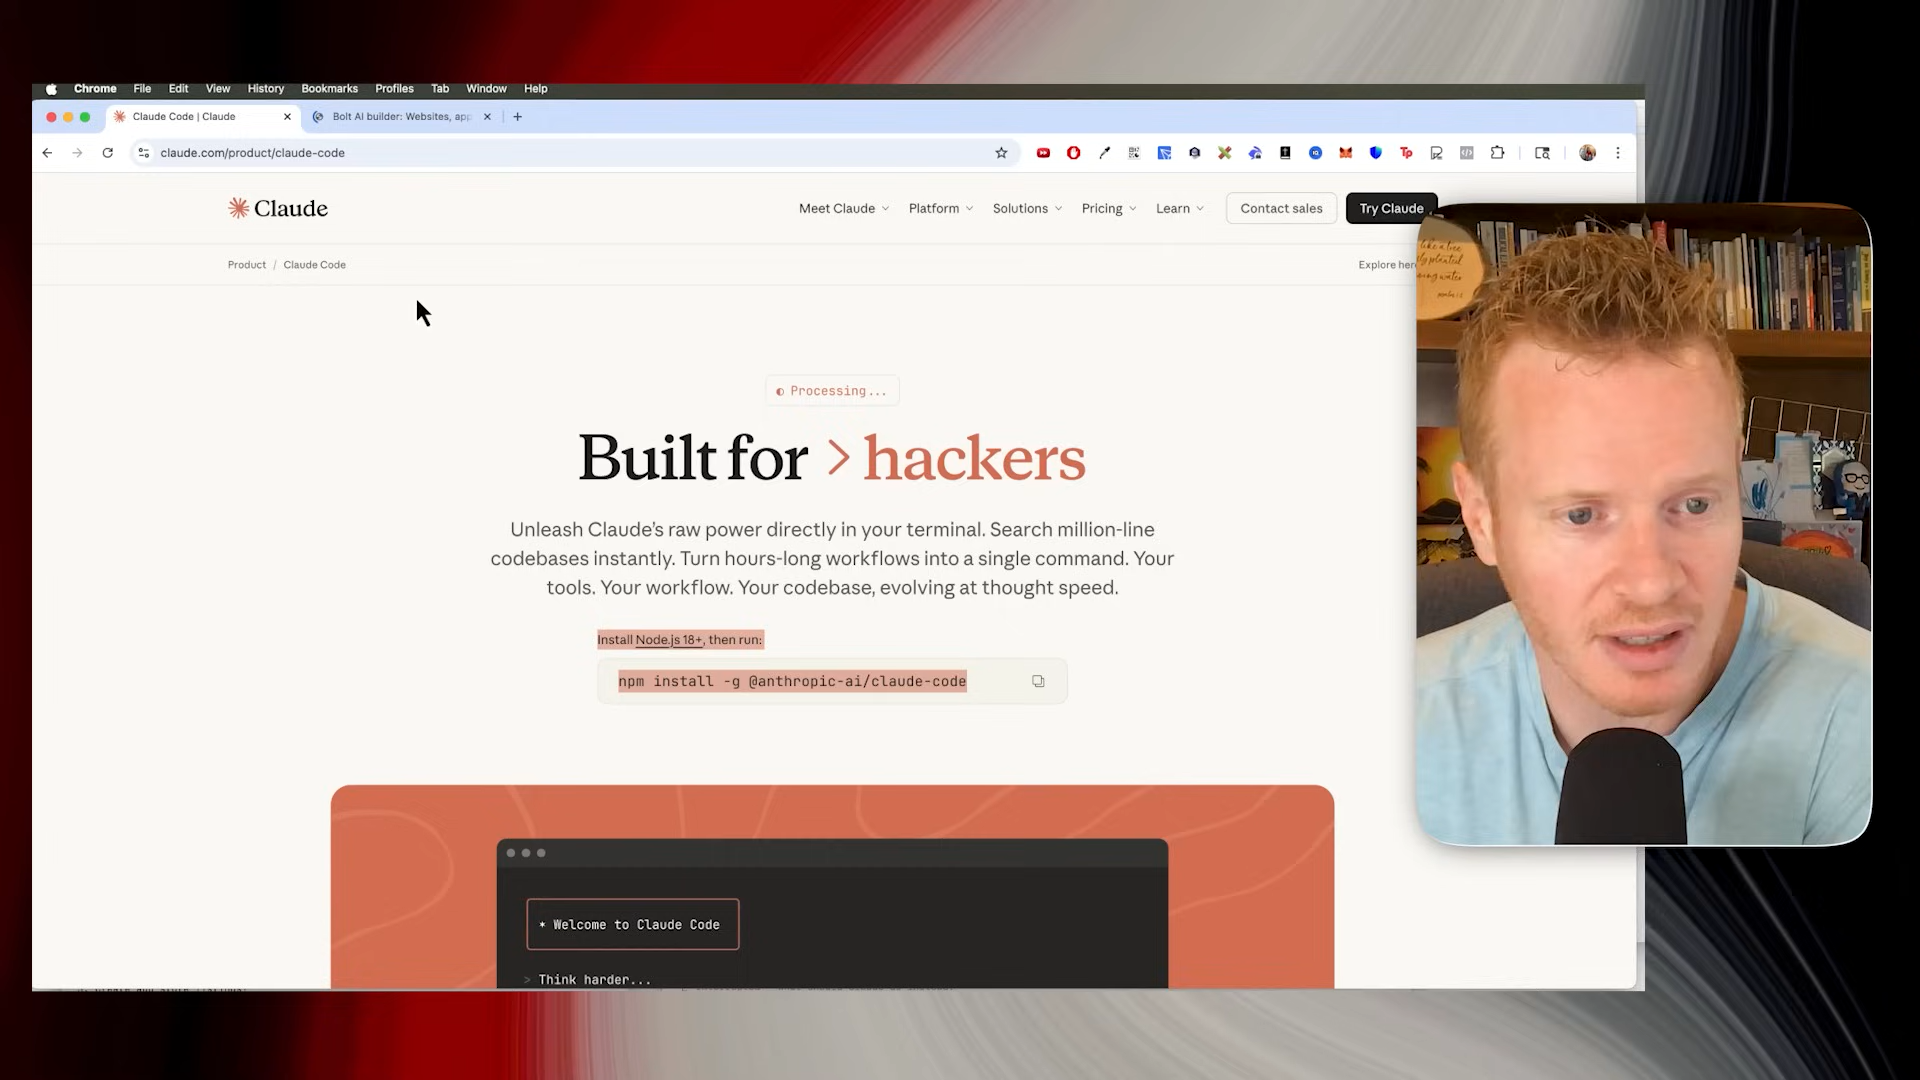 Chrome File Edit View History Bookmarks Profiles Tab Window Help
Claude Code | Claude
Bolt AI builder: Websites, app
claude.com/product/claude-code
Claude
Meet Claude Platform Solutions Pricing Learn Contact sales Try Claude
Product / Claude Code
Explore here
Processing...
Built for > hackers
Unleash Claude's raw power directly in your terminal. Search million-line
codebases instantly. Turn hours-long workflows into a single command. Your
tools. Your workflow. Your codebase, evolving at thought speed.
Install Node.js 18+, then run:
npm install -g @anthropic-ai/claude-code
* Welcome to Claude Code
> Think harder...
like a tree
planted